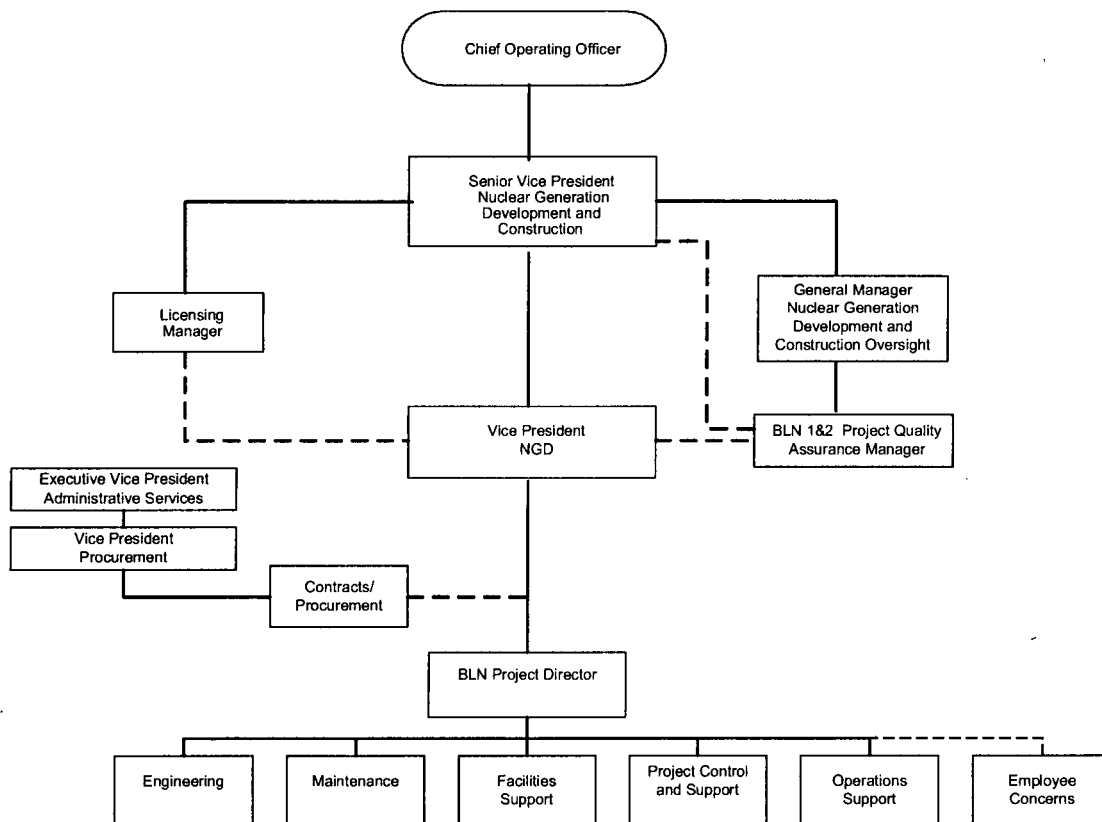 Chief Operating Officer
Senior Vice President
Nuclear Generation
Development and
Construction
Licensing
Manager
General Manager
Nuclear Generation
Development and
Construction Oversight
Vice President
NGD
BLN 1&2 Project Quality
Assurance Manager
Executive Vice President
Administrative Services
Vice President
Procurement
Contracts/
Procurement
BLN Project Director
Engineering
Maintenance
Facilities
Support
Project Control
and Support
Operations
Support
Employee
Concerns